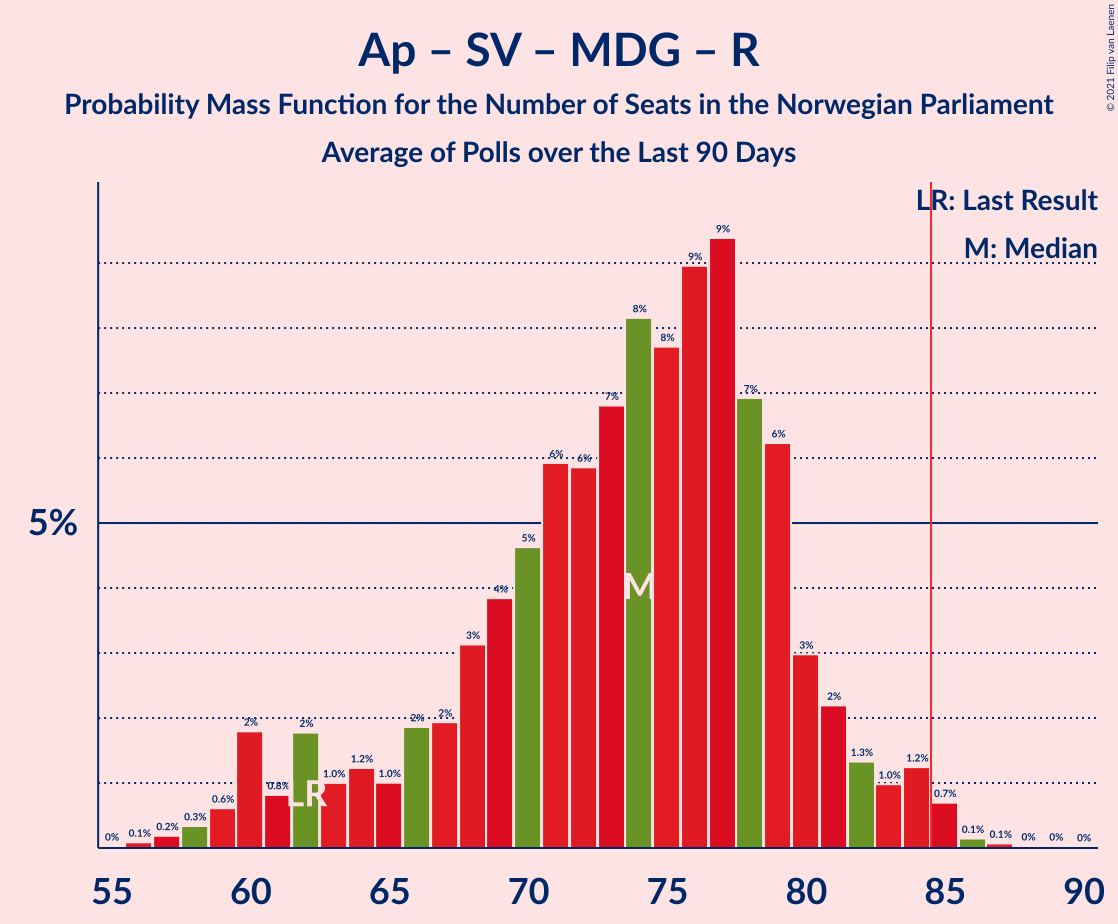 Ap – SV – MDG – R
Probability Mass Function for the Number of Seats in the Norwegian Parliament
Average of Polls over the Last 90 Days
© 2021 Filip van Laenen
LR: Last Result
M: Median
5%
0% 0.1% 0.2% 0.3% 0.6% 2% 0.8% 2% 1.0% 1.2% 1.0% 2% 2% 3% 4% 5% 6% 6% 7% 8% 8% 9% 9% 7% 6% 3% 2% 1.3% 1.0% 1.2% 0.7% 0.1% 0.1% 0% 0% 0%
LR
M
55 60 65 70 75 80 85 90